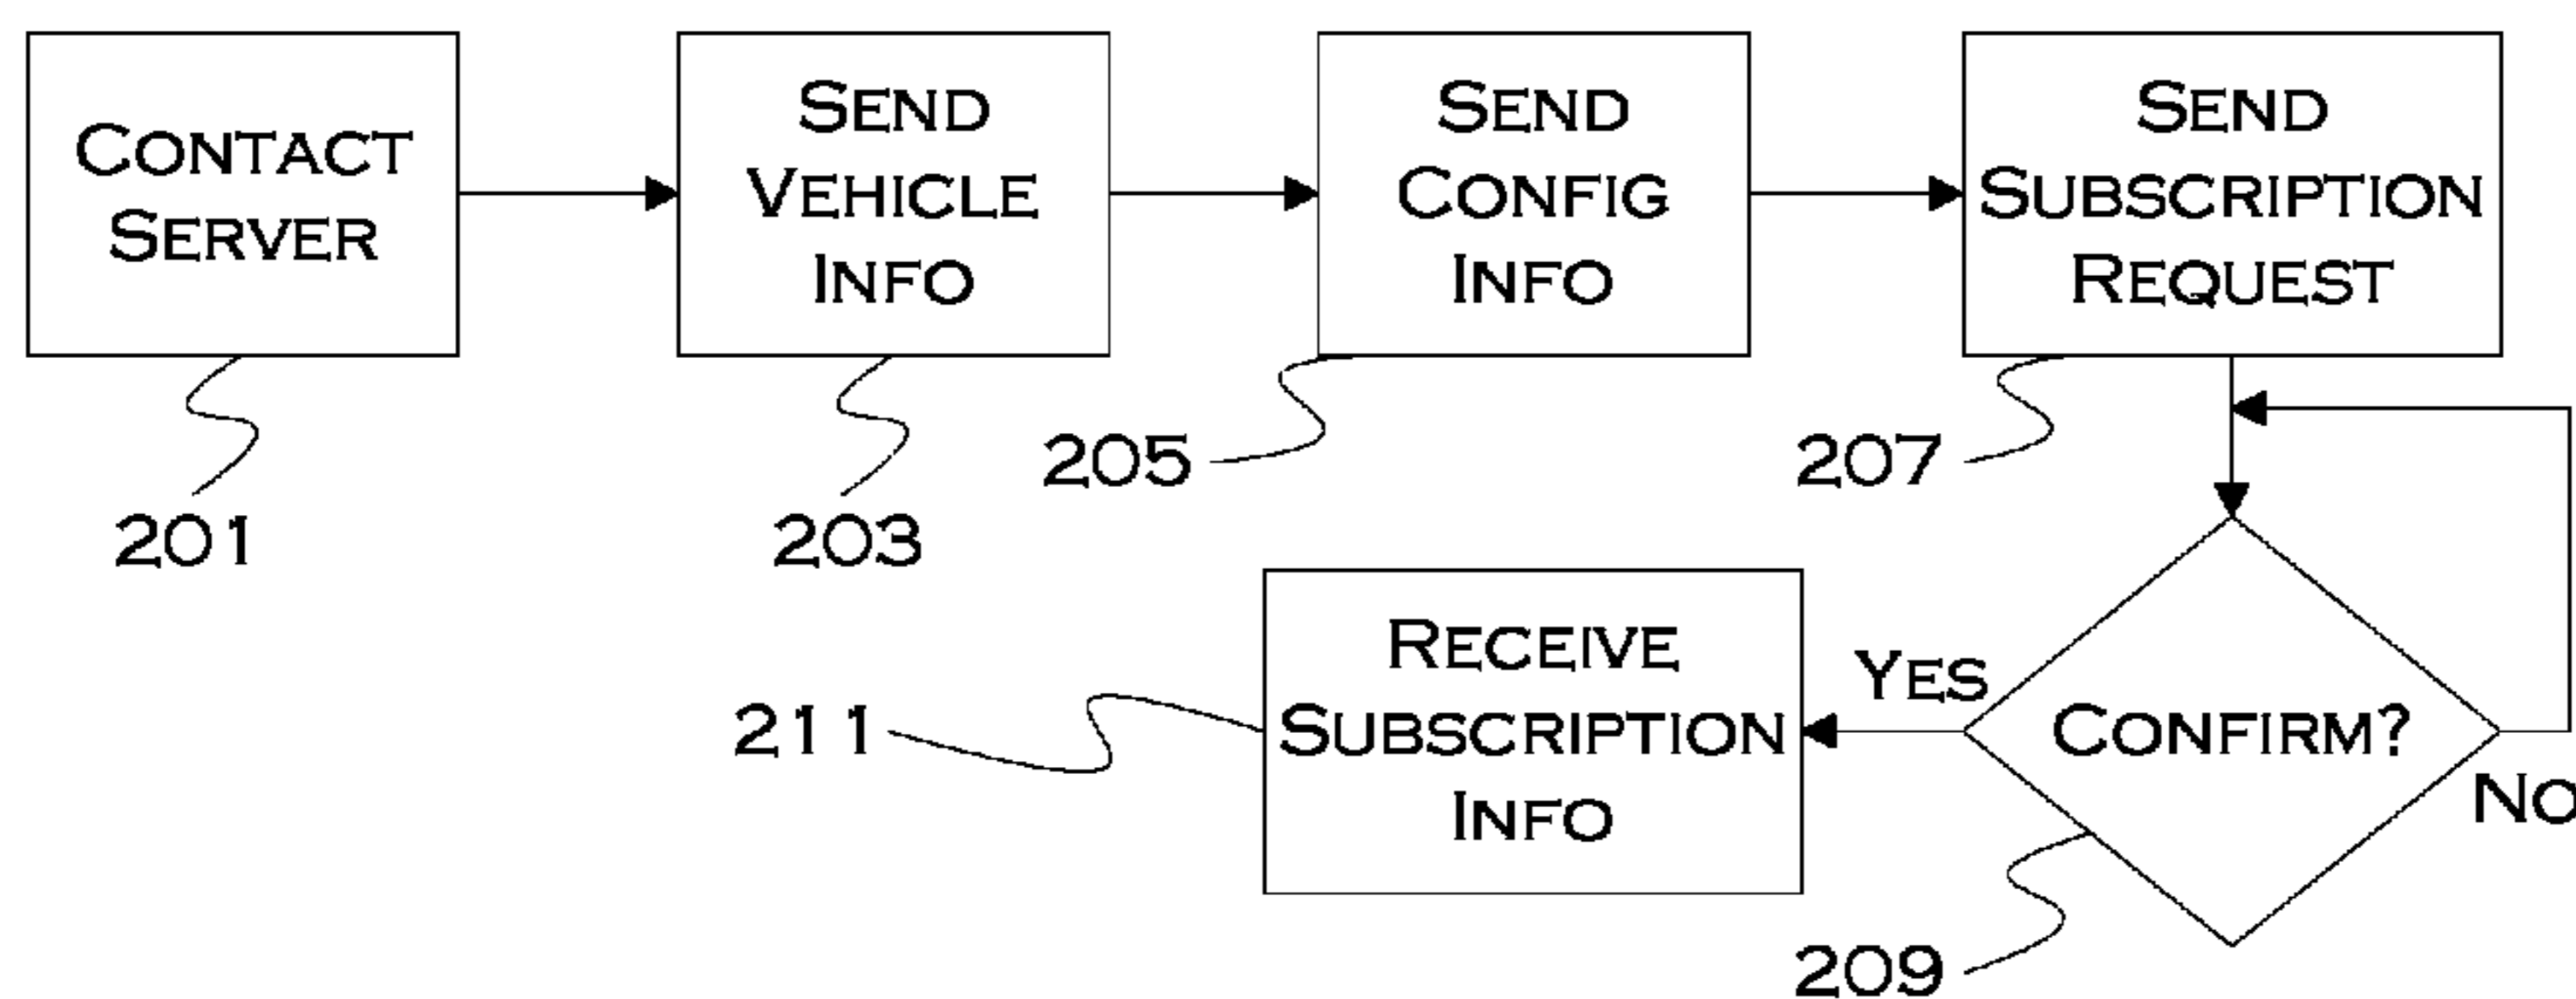 CONTACT
SERVER
SEND
VEHICLE
INFO
SEND
CONFIG
INFO
SEND
SUBSCRIPTION
REQUEST
201
203
205
207
RECEIVE
SUBSCRIPTION
INFO
211
YES
CONFIRM?
NO
209